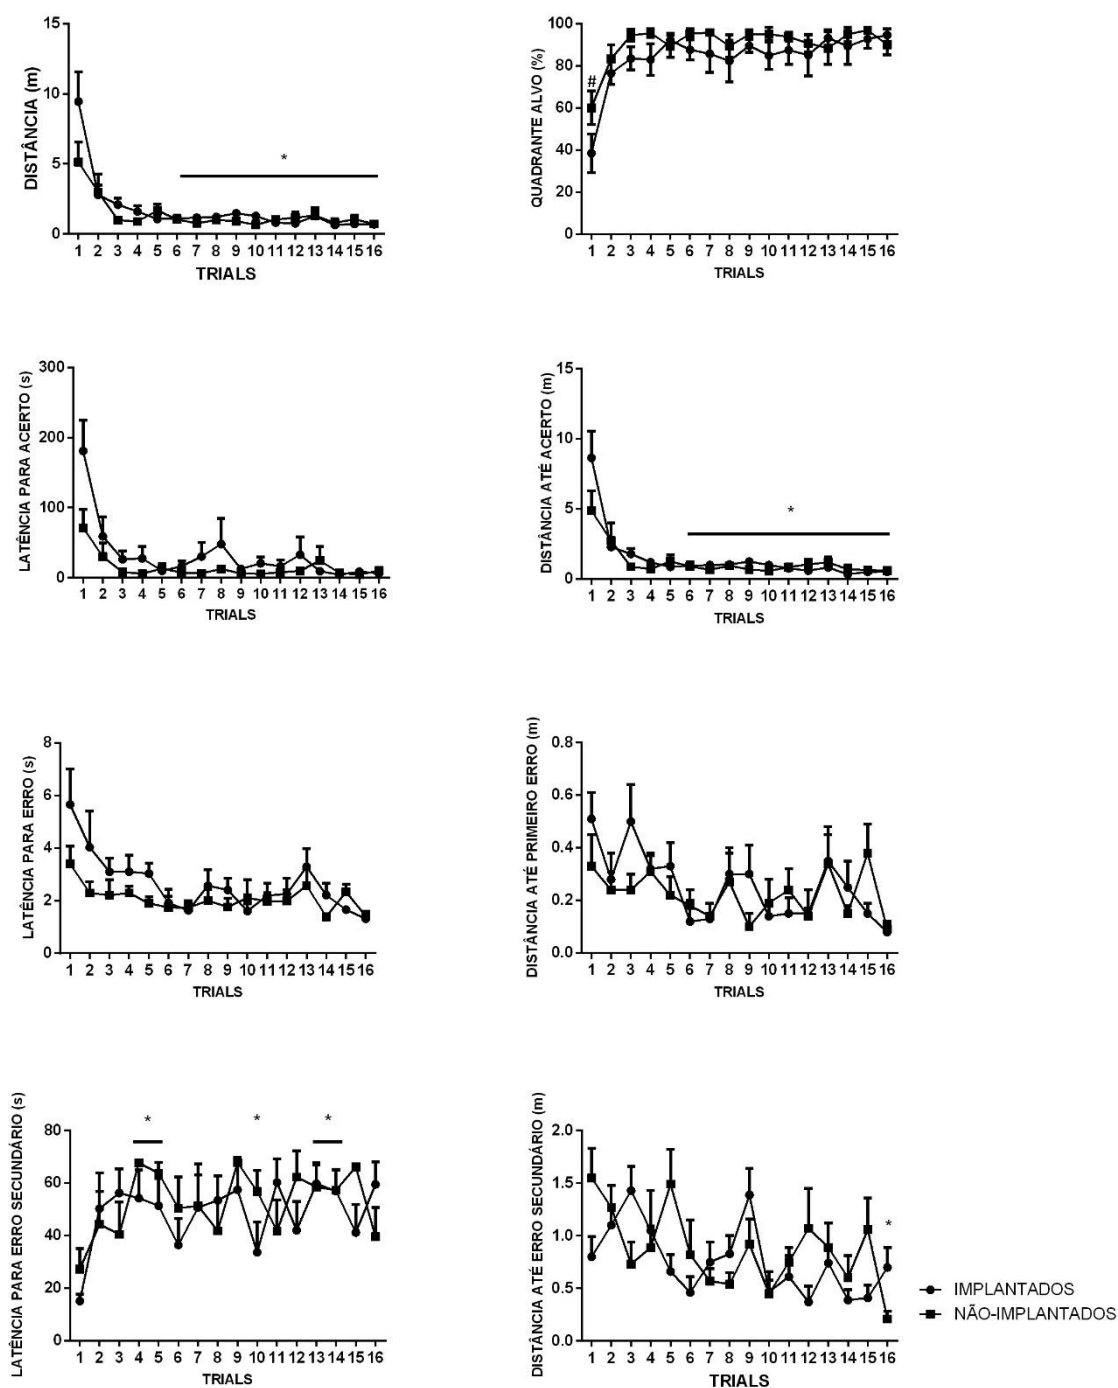 DISTÂNCIA (m)
15
10
5
0
*
1 2 3 4 5 6 7 8 9 10 11 12 13 14 15 16
TRIALS
QUADRANTE ALVO (%)
100
80
60
40
20
0
#
1 2 3 4 5 6 7 8 9 10 11 12 13 14 15 16
TRIALS
LATÊNCIA PARA ACERTO (s)
300
200
100
0
1 2 3 4 5 6 7 8 9 10 11 12 13 14 15 16
TRIALS
DISTÂNCIA ATÉ ACERTO (m)
15
10
5
0
*
1 2 3 4 5 6 7 8 9 10 11 12 13 14 15 16
TRIALS
LATÊNCIA PARA ERRO (s)
8
6
4
2
0
1 2 3 4 5 6 7 8 9 10 11 12 13 14 15 16
TRIALS
DISTÂNCIA ATÉ PRIMEIRO ERRO (m)
0.8
0.6
0.4
0.2
0.0
1 2 3 4 5 6 7 8 9 10 11 12 13 14 15 16
TRIALS
LATÊNCIA PARA ERRO SECUNDÁRIO (s)
80
60
40
20
0
* * *
1 2 3 4 5 6 7 8 9 10 11 12 13 14 15 16
TRIALS
DISTÂNCIA ATÉ ERRO SECUNDÁRIO (m)
2.0
1.5
1.0
0.5
0.0
*
1 2 3 4 5 6 7 8 9 10 11 12 13 14 15 16
TRIALS
IMPLANTADOS
NÃO-IMPLANTADOS